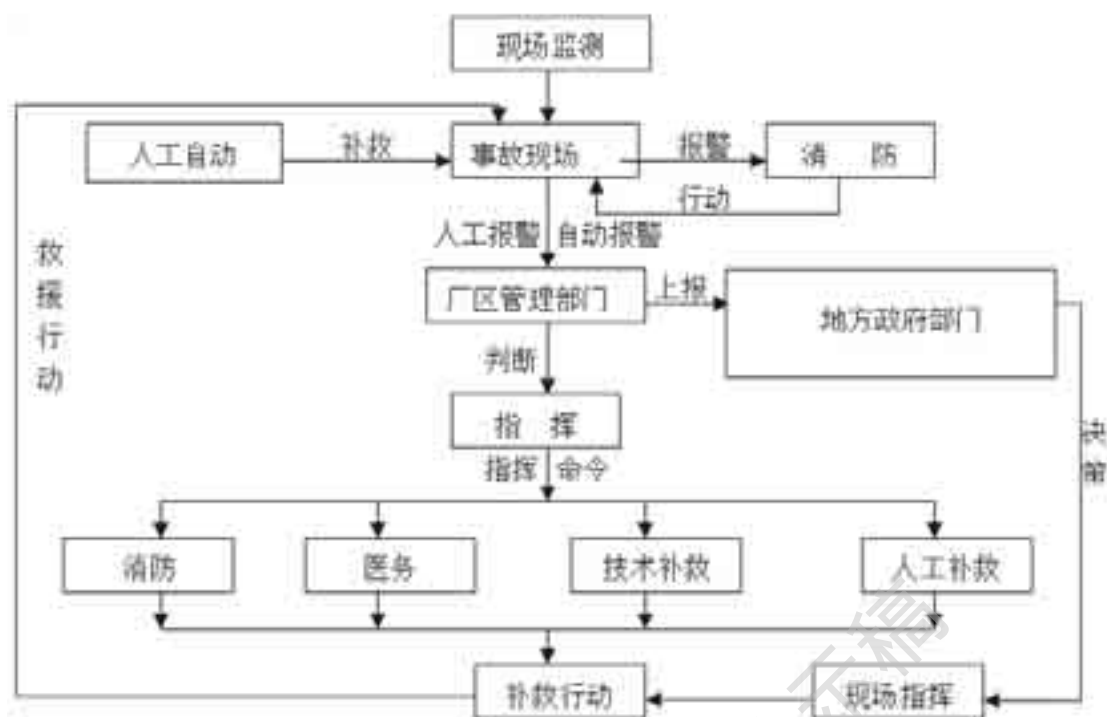 现场监测
人工自动
补救
事故现场
报警
消 防
行动
人工报警 自动报警
救援行动
厂区管理部门
上报
地方政府部门
判断
指 挥
决策
指挥 命令
消防
医务
技术补救
人工补救
补救行动
现场指挥
示稿